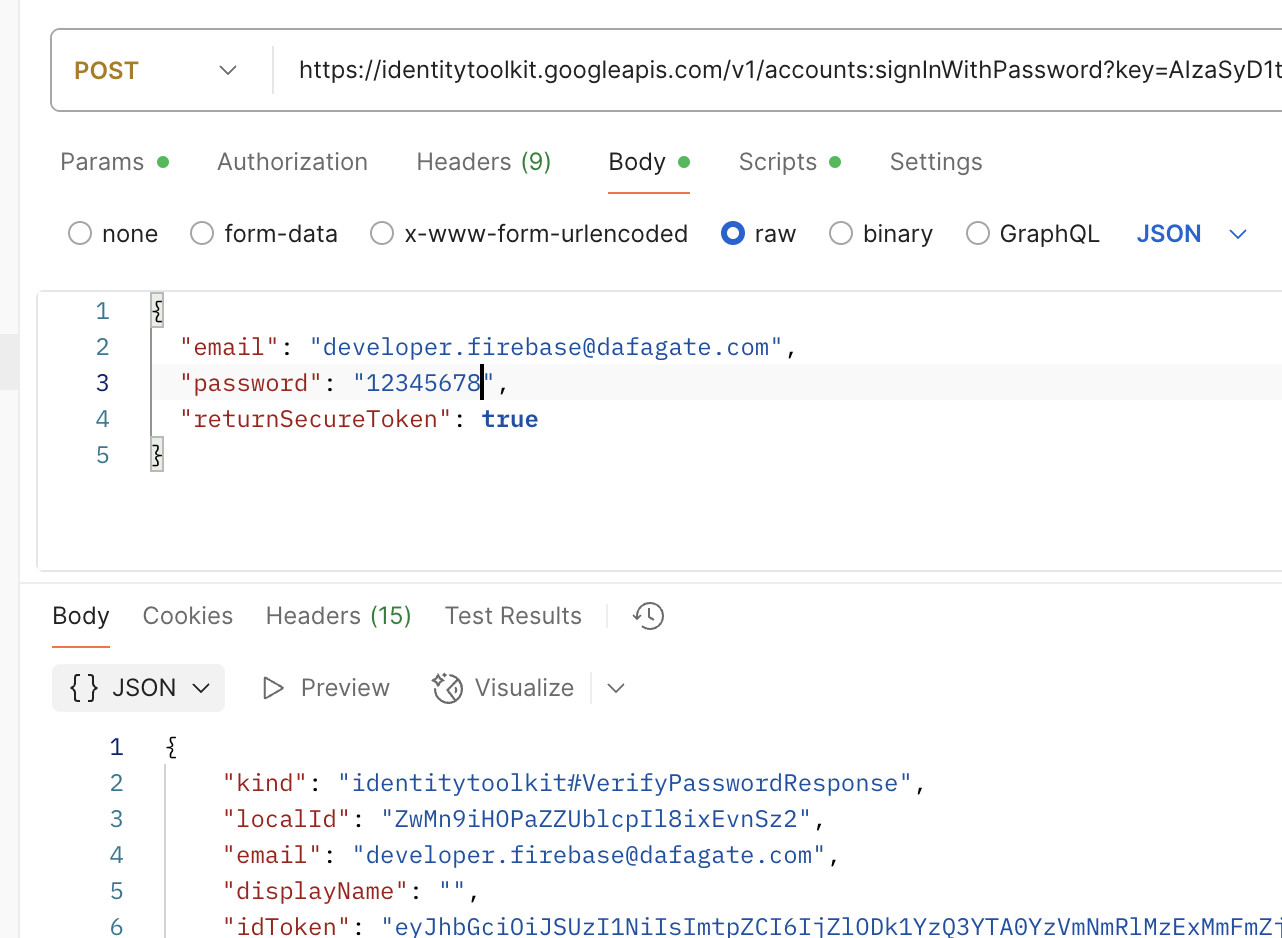 POST https://identitytoolkit.googleapis.com/v1/accounts:signInWithPassword?key=AIzaSyD1t
Params Authorization Headers (9) Body Scripts Settings
none form-data x-www-form-urlencoded raw binary GraphQL JSON
1 {
2 "email": "developer.firebase@dafagate.com",
3 "password": "12345678",
4 "returnSecureToken": true
5 }
Body Cookies Headers (15) Test Results
{} JSON Preview Visualize
1 {
2 "kind": "identitytoolkit#VerifyPasswordResponse",
3 "localId": "ZwMn9iHOPaZZUblcpIl8ixEvnSz2",
4 "email": "developer.firebase@dafagate.com",
5 "displayName": "",
6 "idToken":